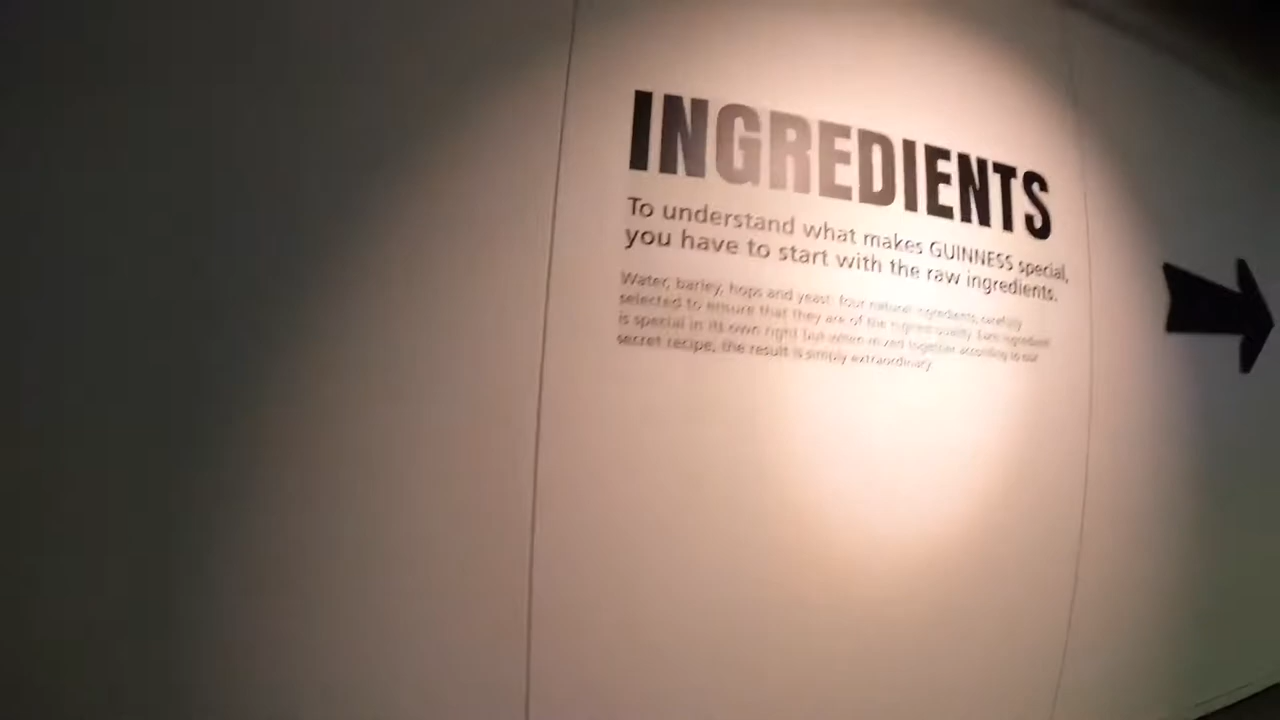 INGREDIENTS
To understand what makes GUINNESS special,
you have to start with the raw ingredients.
Water, barley, hops and yeast: four natural ingredients, carefully
selected to ensure that they are of the highest quality. Each ingredient
is special in its own right but when mixed together according to our
secret recipe, the result is simply extraordinary.